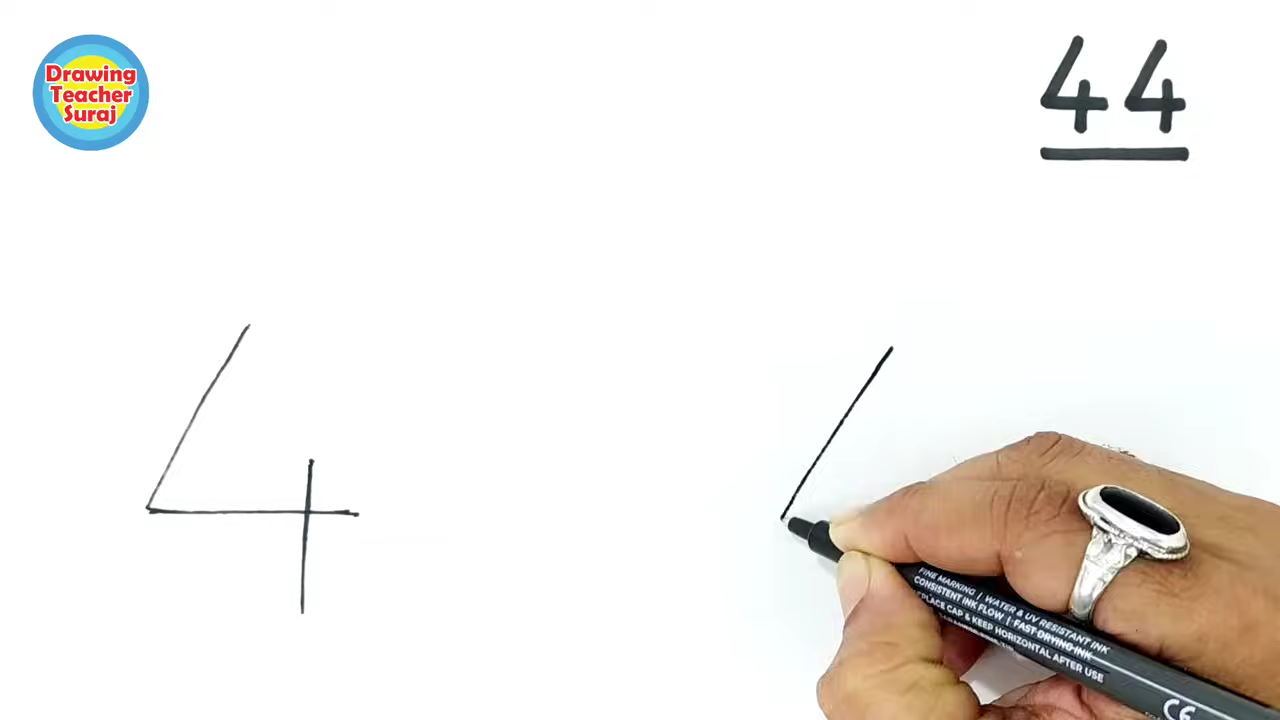 Drawing
Teacher
Suraj
44
4
FINE MARKING | WATER & UV RESISTANT INK
CONSISTENT INK FLOW | FAST DRYING INK
REPLACE CAP & KEEP HORIZONTAL AFTER USE
CE